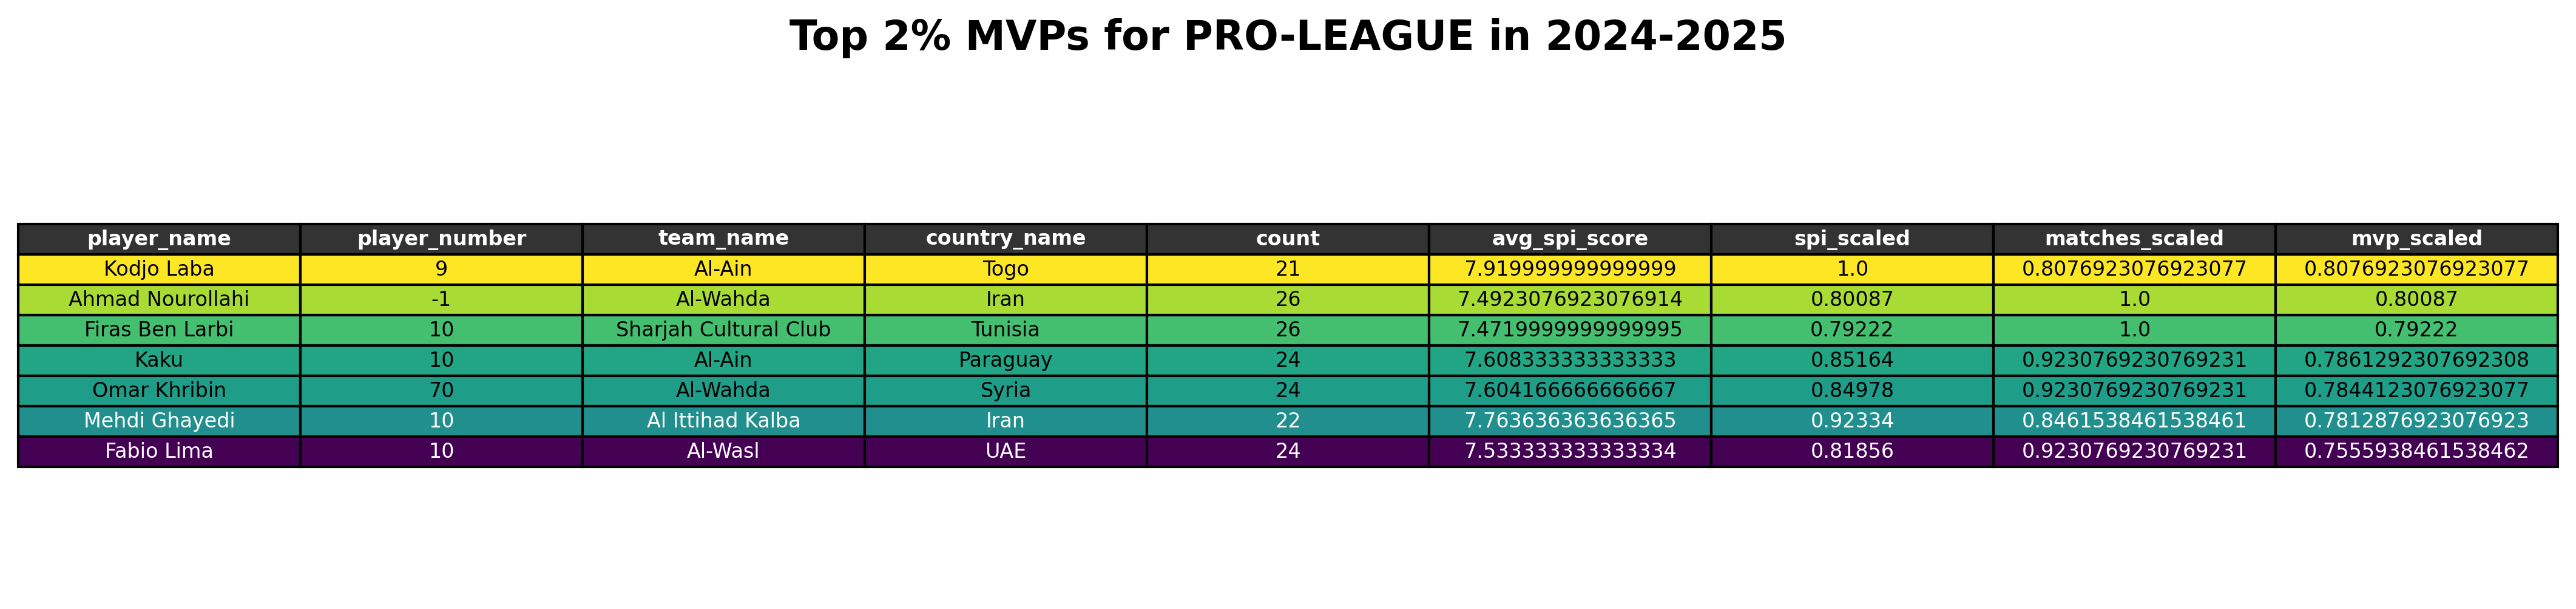 Top 2% MVPs for PRO-LEAGUE in 2024-2025
player_name player_number team_name country_name count avg_spi_score spi_scaled matches_scaled mvp_scaled
Kodjo Laba 9 Al-Ain Togo 21 7.919999999999999 1.0 0.8076923076923077 0.8076923076923077
Ahmad Nourollahi -1 Al-Wahda Iran 26 7.4923076923076914 0.80087 1.0 0.80087
Firas Ben Larbi 10 Sharjah Cultural Club Tunisia 26 7.4719999999999995 0.79222 1.0 0.79222
Kaku 10 Al-Ain Paraguay 24 7.608333333333333 0.85164 0.9230769230769231 0.7861292307692308
Omar Khribin 70 Al-Wahda Syria 24 7.604166666666667 0.84978 0.9230769230769231 0.7844123076923077
Mehdi Ghayedi 10 Al Ittihad Kalba Iran 22 7.763636363636365 0.92334 0.8461538461538461 0.7812876923076923
Fabio Lima 10 Al-Wasl UAE 24 7.533333333333334 0.81856 0.9230769230769231 0.7555938461538462